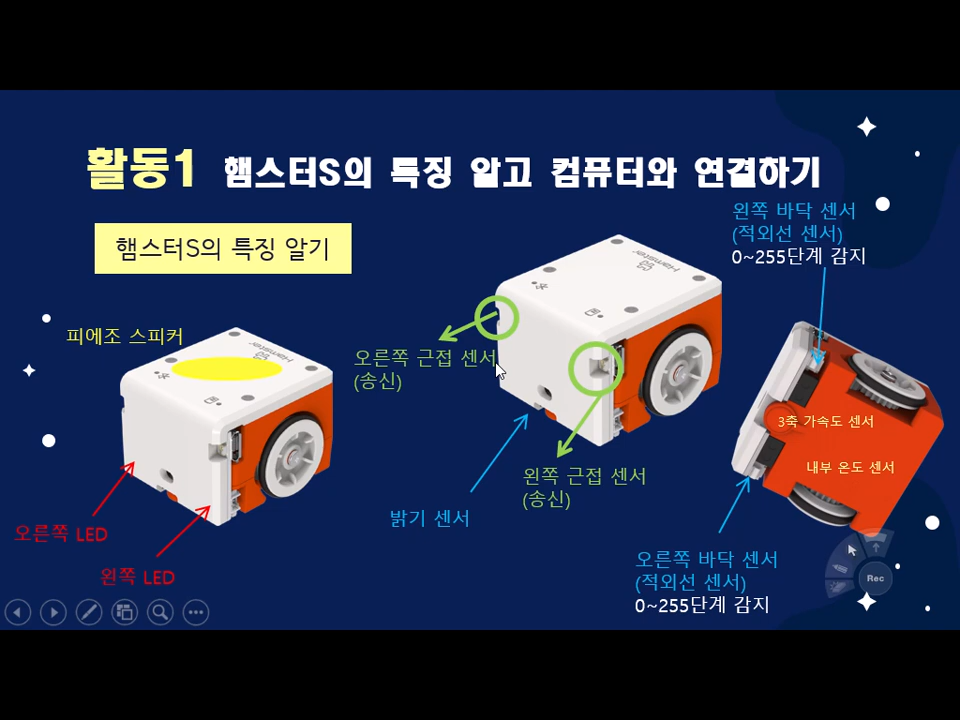 활동1 햄스터S의 특징 알고 컴퓨터와 연결하기
햄스터S의 특징 알기
왼쪽 바닥 센서
(적외선 센서)
0~255단계 감지
피에조 스피커
Hamster
Hamster
오른쪽 근접 센서
(송신)
3축 가속도 센서
내부 온도 센서
왼쪽 근접 센서
(송신)
밝기 센서
오른쪽 LED
왼쪽 LED
오른쪽 바닥 센서
(적외선 센서)
0~255단계 감지
Rec